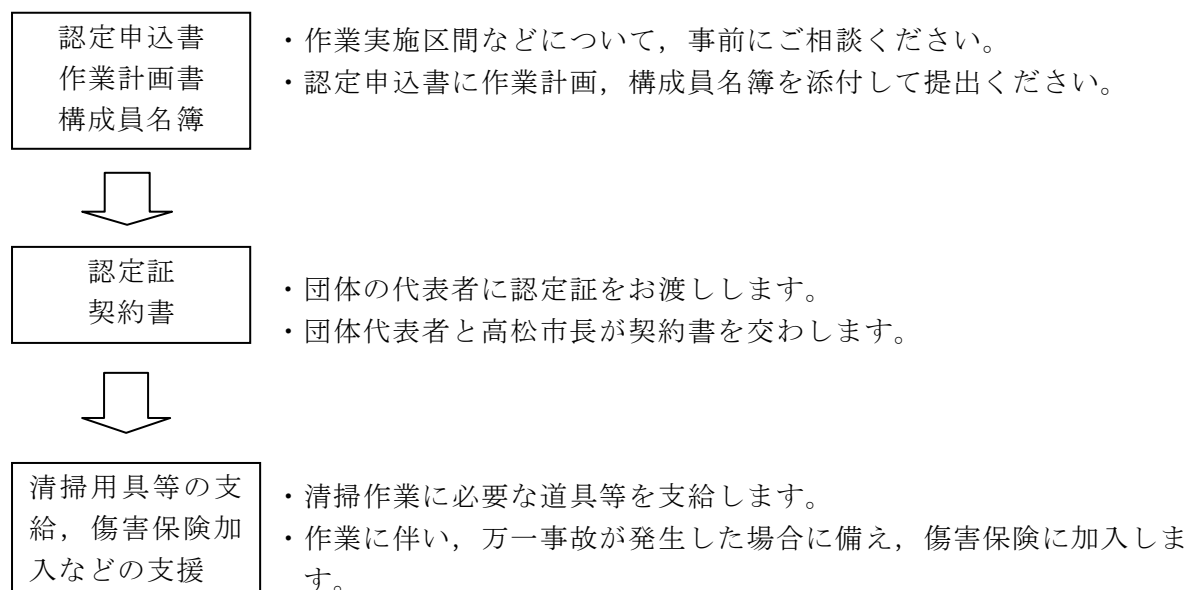 認定申込書
作業計画書
構成員名簿
・作業実施区間などについて，事前にご相談ください。
・認定申込書に作業計画，構成員名簿を添付して提出ください。
認定証
契約書
・団体の代表者に認定証をお渡しします。
・団体代表者と高松市長が契約書を交わします。
清掃用具等の支
給，傷害保険加
入などの支援
・清掃作業に必要な道具等を支給します。
・作業に伴い，万一事故が発生した場合に備え，傷害保険に加入しま
す。